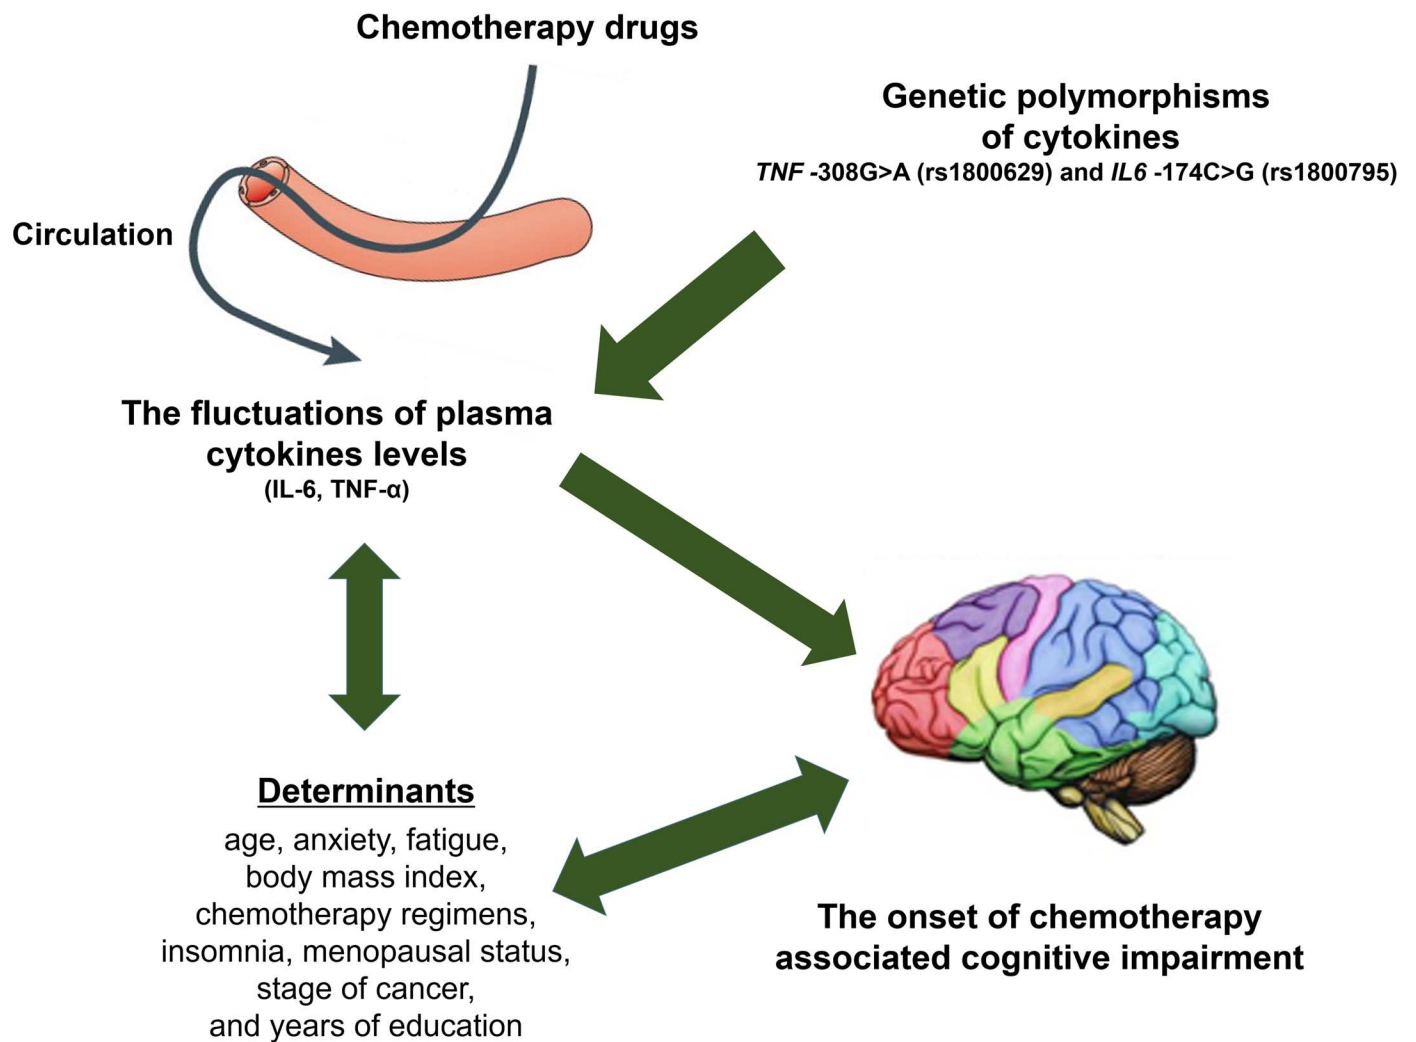 Chemotherapy drugs
Genetic polymorphisms
of cytokines
TNF -308G>A (rs1800629) and IL6 -174C>G (rs1800795)
Circulation
The fluctuations of plasma
cytokines levels
(IL-6, TNF-α)
Determinants
age, anxiety, fatigue,
body mass index,
chemotherapy regimens,
insomnia, menopausal status,
stage of cancer,
and years of education
The onset of chemotherapy
associated cognitive impairment